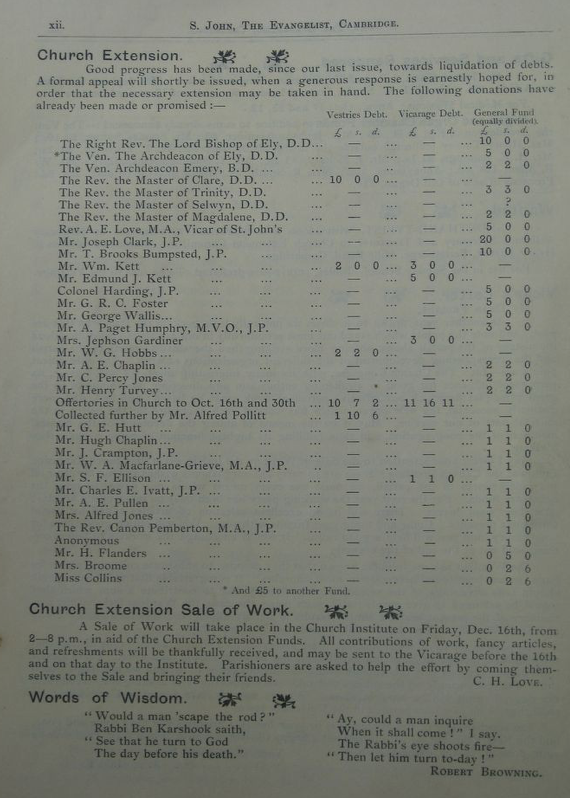 xii. S. John, The Evangelist, Cambridge.
Church Extension.
Good progress has been made, since our last issue, towards liquidation of debts.
A formal appeal will shortly be issued, when a generous response is earnestly hoped for, in
order that the necessary extension may be taken in hand. The following donations have
already been made or promised :—
Vestries Debt. Vicarage Debt. General Fund
(equally divided).
£ s. d. £ s. d. £ s. d.
The Right Rev. The Lord Bishop of Ely, D.D... — ... — ... 10 0 0
*The Ven. The Archdeacon of Ely, D.D. ... — ... — ... 5 0 0
The Ven. Archdeacon Emery, B.D. ... ... — .. — ... 2 2 0
The Rev. the Master of Clare, D.D. ... ... 10 0 0 ... — ... —
The Rev. the Master of Trinity, D.D. ... — ... — ... 3 3 0
The Rev. the Master of Selwyn, D.D. ... — ... — ... ?
The Rev. the Master of Magdalene, D.D. ... — ... — ... 2 2 0
Rev. A. E. Love, M.A., Vicar of St. John's ... — ... — ... 5 0 0
Mr. Joseph Clark, J.P. ... ... ... — ... — ... 20 0 0
Mr. T. Brooks Bumpsted, J.P. ... ... — ... — ... 10 0 0
Mr. Wm. Kett ... ... ... ... 2 0 0 ... 3 0 0 ... —
Mr. Edmund J. Kett ... ... ... — ... 5 0 0 ... —
Colonel Harding, J.P. ... ... ... — ... — ... 5 0 0
Mr. G. R. C. Foster ... ... ... — ... — ... 5 0 0
Mr. George Wallis... ... ... ... — ... — ... 5 0 0
Mr. A. Paget Humphry, M.V.O., J.P. ... — ... — ... 3 3 0
Mrs. Jephson Gardiner ... ... ... — ... 3 0 0 ... —
Mr. W. G. Hobbs ... ... ... ... 2 2 0 ... — ... —
Mr. A. E. Chaplin ... ... ... ... — ... — ... 2 2 0
Mr. C. Percy Jones ... ... ... — ... — ... 2 2 0
Mr. Henry Turvey... ... ... ... — ... — ... 2 2 0
Offertories in Church to Oct. 16th and 30th ... 10 7 2 ... 11 16 11 ... —
Collected further by Mr. Alfred Pollitt ... 1 10 6 ... — ... —
Mr. G. E. Hutt ... ... ... ... — ... — ... 1 1 0
Mr. Hugh Chaplin ... ... ... ... — ... — ... 1 1 0
Mr. J. Crampton, J.P. ... ... ... — ... — ... 1 1 0
Mr. W. A. Macfarlane-Grieve, M.A., J.P. .. — ... — ... 1 1 0
Mr. S. F. Ellison ... ... ... ... — ... 1 1 0 ... —
Mr. Charles E. Ivatt, J.P. ... ... ... — ... — ... 1 1 0
Mr. A. E. Pullen ... ... ... ... — ... — ... 1 1 0
Mrs. Alfred Jones ... ... ... ... — ... — ... 1 1 0
The Rev. Canon Pemberton, M.A., J.P. ... — ... — ... 1 1 0
Anonymous ... ... ... ... — ... — ... 1 1 0
Mr. H. Flanders ... ... ... ... — ... — ... 0 5 0
Mrs. Broome ... ... ... ... — ... — ... 0 2 6
Miss Collins ... ... ... ... — ... — ... 0 2 6
* And £5 to another Fund.
Church Extension Sale of Work.
A Sale of Work will take place in the Church Institute on Friday, Dec. 16th, from
2—8 p.m., in aid of the Church Extension Funds. All contributions of work, fancy articles,
and refreshments will be thankfully received, and may be sent to the Vicarage before the 16th
and on that day to the Institute. Parishioners are asked to help the effort by coming them-
selves to the Sale and bringing their friends. C. H. Love.
Words of Wisdom.
" Would a man 'scape the rod ? "
Rabbi Ben Karshook saith,
" See that he turn to God
The day before his death."
" Ay, could a man inquire
When it shall come ! " I say.
The Rabbi's eye shoots fire—
" Then let him turn to-day ! "
Robert Browning.